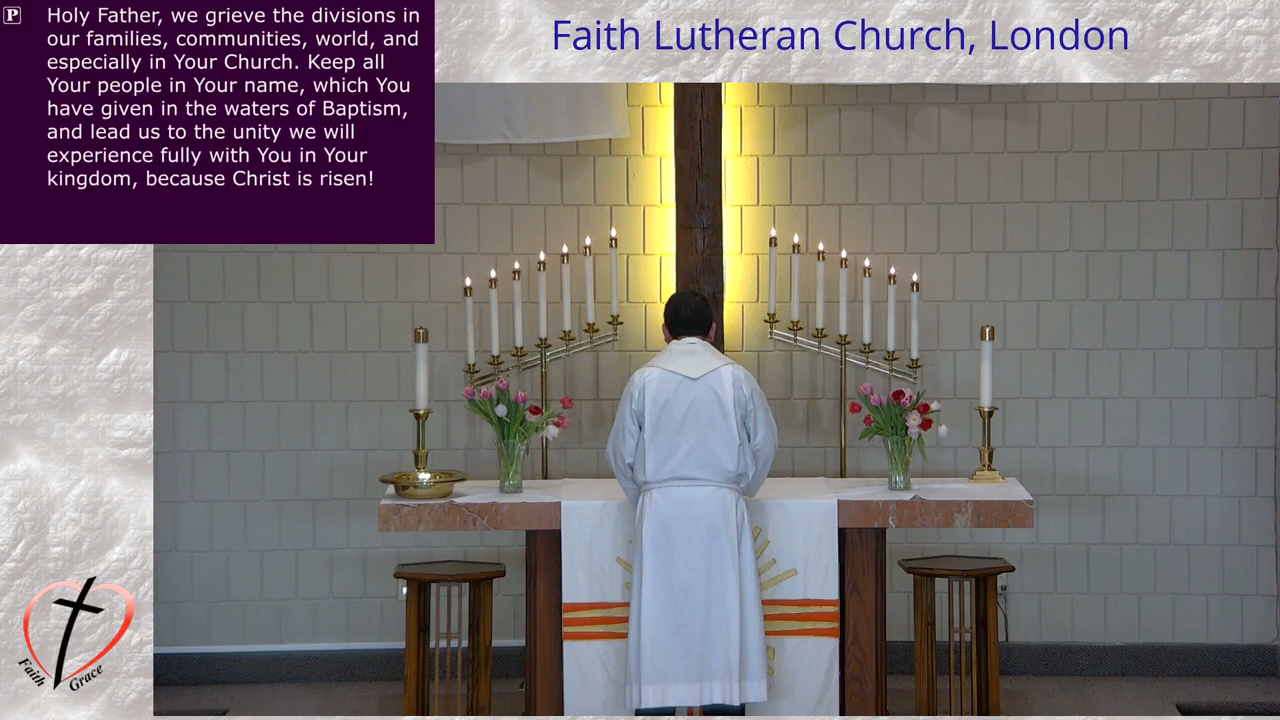 P Holy Father, we grieve the divisions in
our families, communities, world, and
especially in Your Church. Keep all
Your people in Your name, which You
have given in the waters of Baptism,
and lead us to the unity we will
experience fully with You in Your
kingdom, because Christ is risen!
Faith Lutheran Church, London
Faith Grace